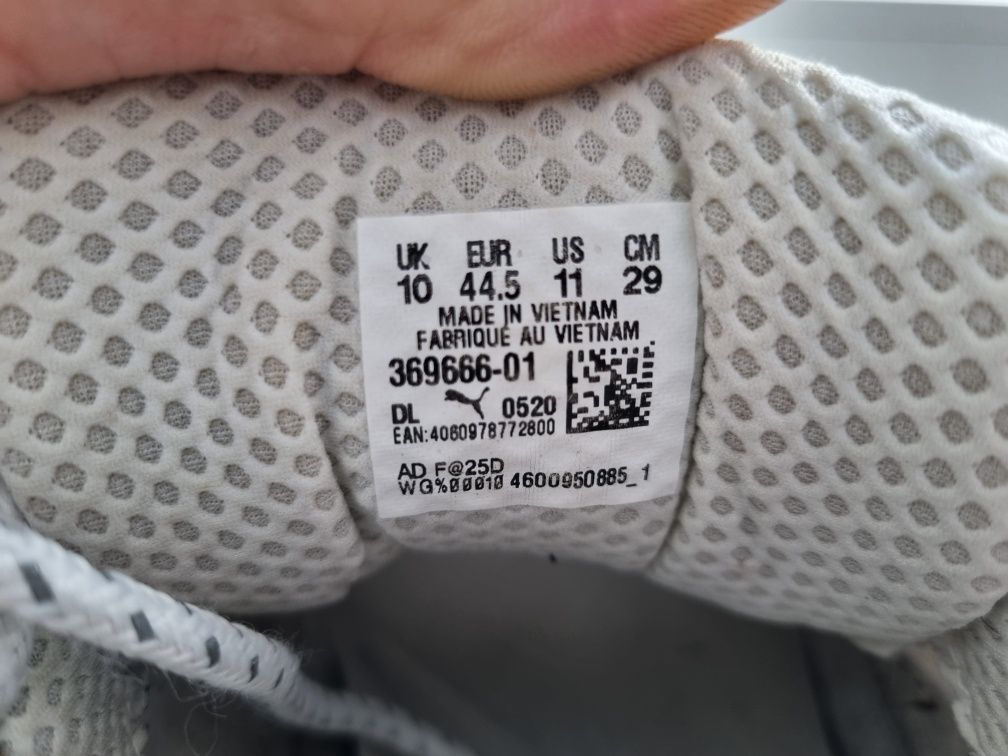 UK EUR US CM
10 44.5 11 29
MADE IN VIETNAM
FABRIQUÉ AU VIETNAM
369666-01
DL 0520
EAN:4060978772800
AD F@25D
WG%00010 4600950885_1